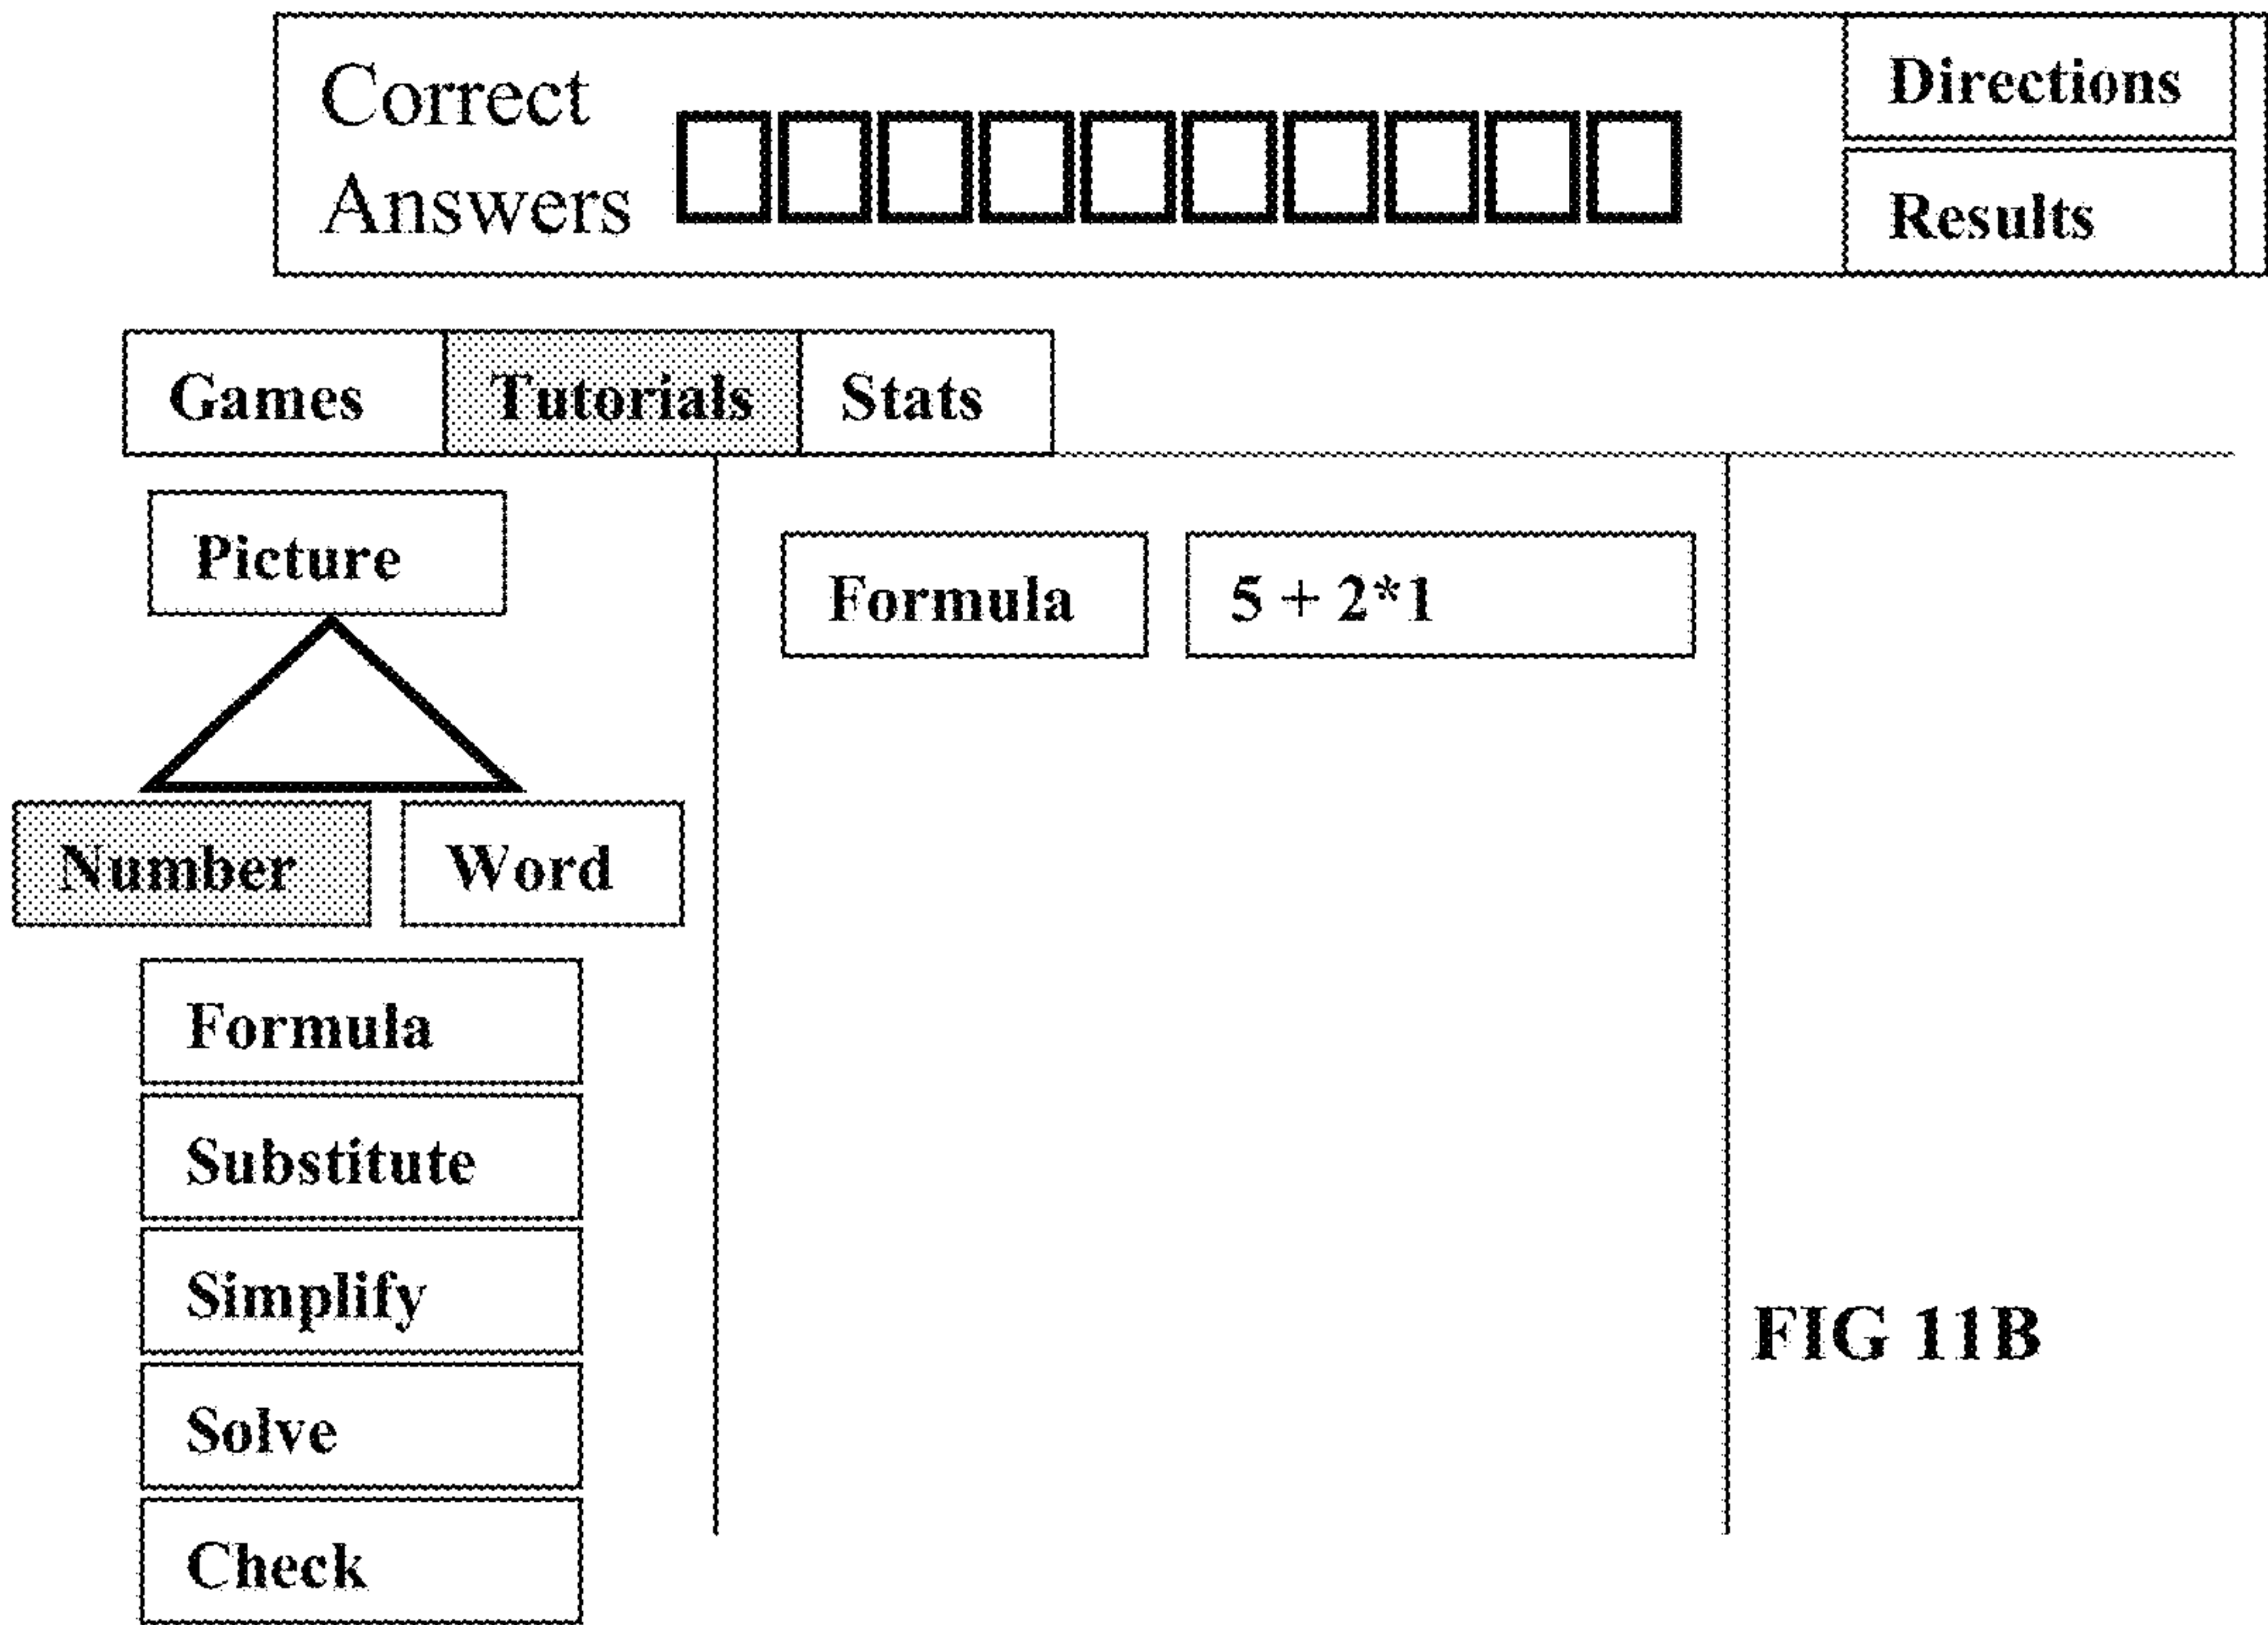 Correct
Answers
Directions
Results
Games Tutorials Stats
Picture
Number Word
Formula
Substitute
Simplify
Solve
Check
Formula 5 + 2*1
FIG 11B